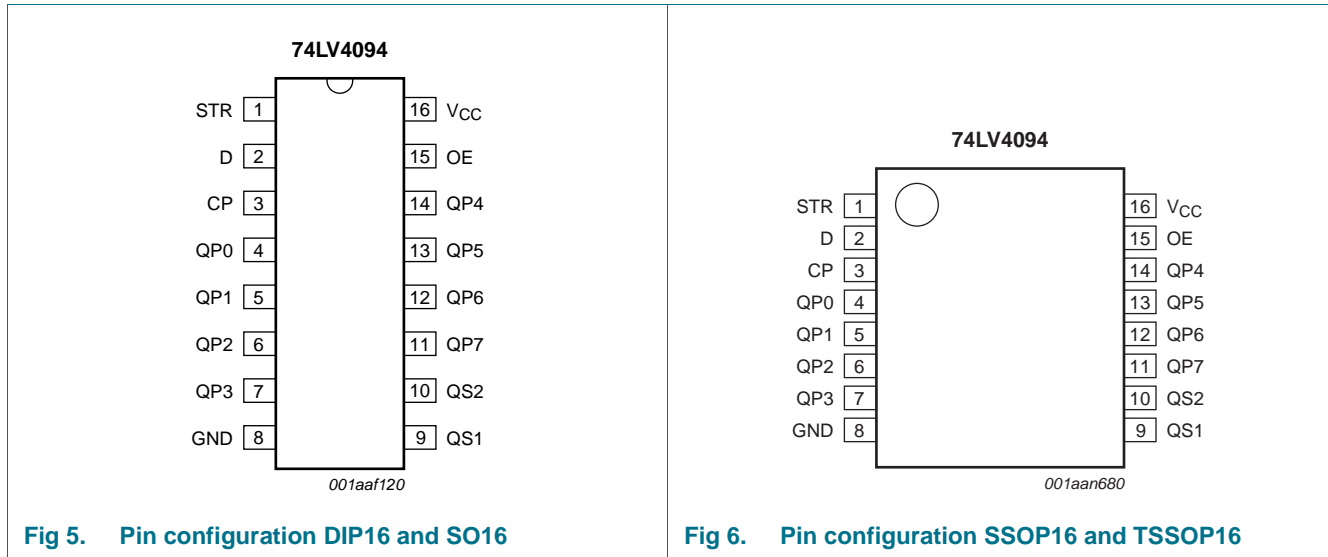 74LV4094
STR 1 16 VCC
D 2 15 OE
CP 3 14 QP4
QP0 4 13 QP5
QP1 5 12 QP6
QP2 6 11 QP7
QP3 7 10 QS2
GND 8 9 QS1
001aaf120
Fig 5. Pin configuration DIP16 and SO16
74LV4094
STR 1 16 VCC
D 2 15 OE
CP 3 14 QP4
QP0 4 13 QP5
QP1 5 12 QP6
QP2 6 11 QP7
QP3 7 10 QS2
GND 8 9 QS1
001aan680
Fig 6. Pin configuration SSOP16 and TSSOP16